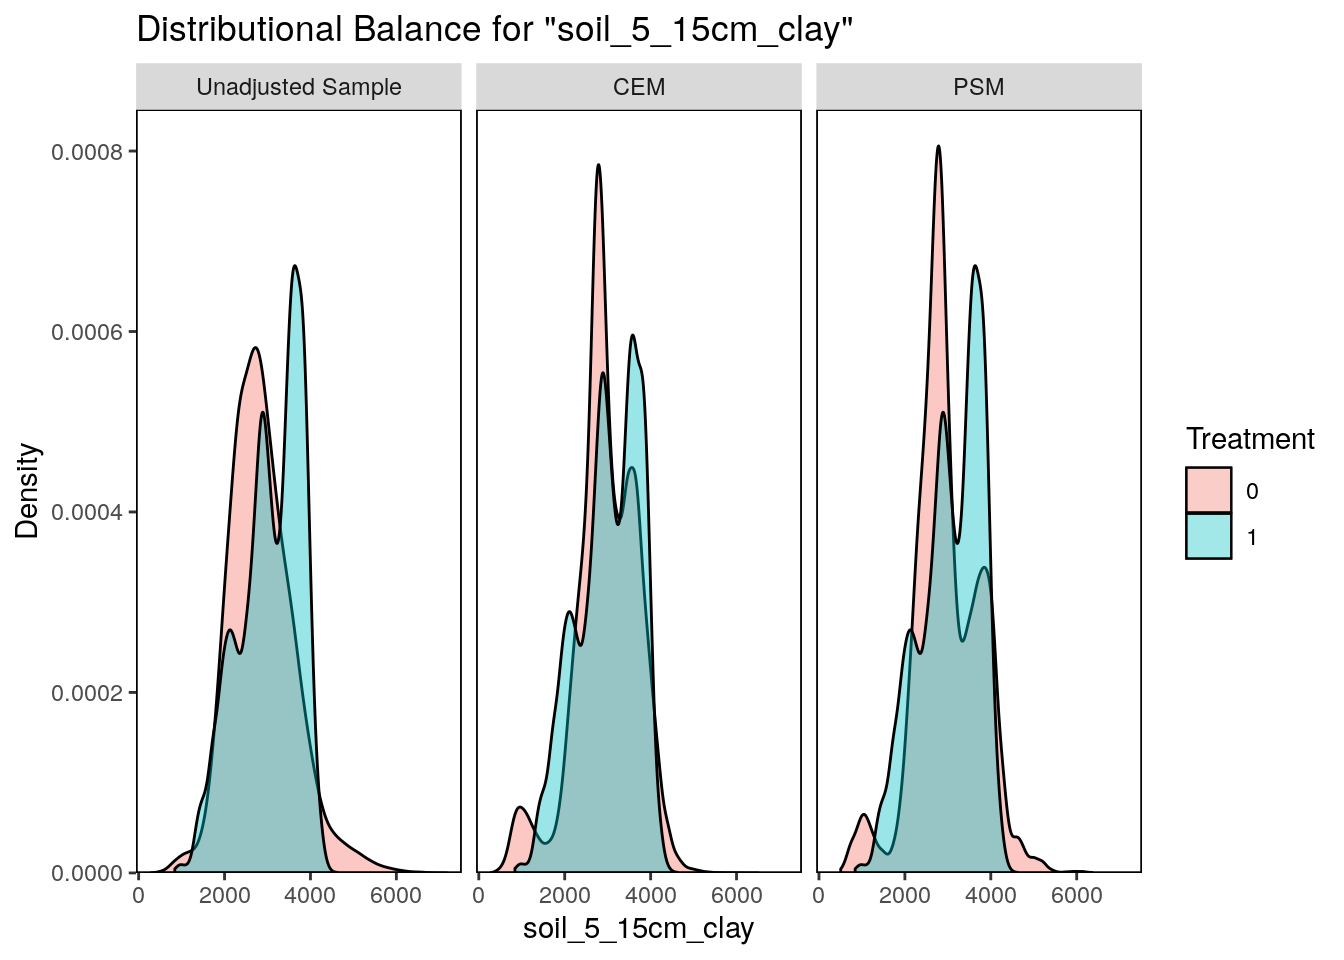 Distributional Balance for "soil_5_15cm_clay"
Unadjusted Sample
CEM
PSM
0.0008
0.0006
0.0004
0.0002
0.0000
Density
0 2000 4000 6000
0 2000 4000 6000
0 2000 4000 6000
soil_5_15cm_clay
Treatment
0
1